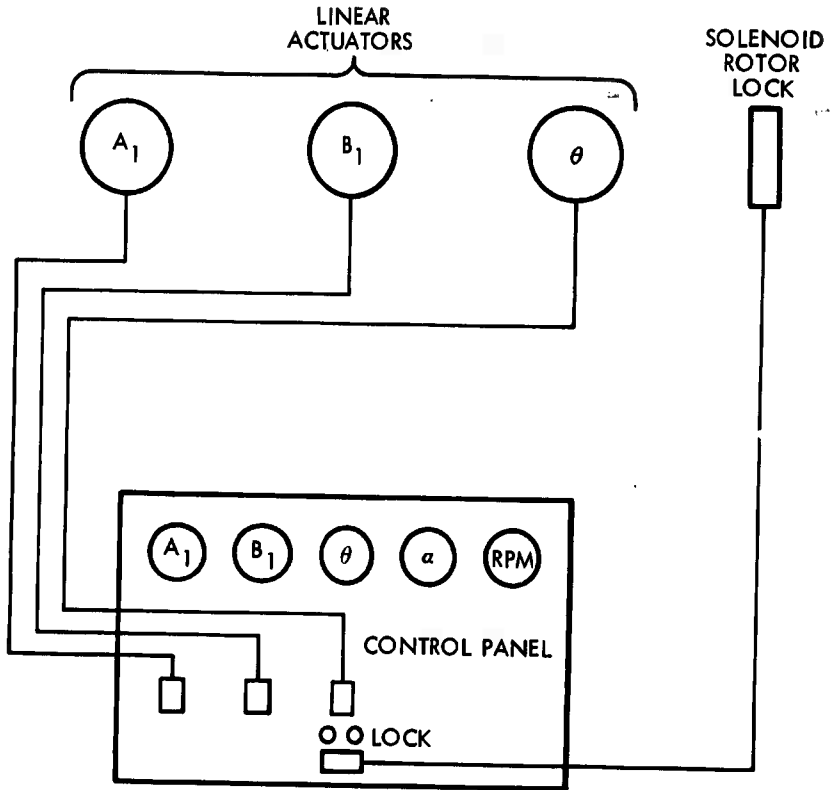 LINEAR
ACTUATORS
SOLENOID
ROTOR
LOCK
A1
B1
θ
A1
B1
θ
α
RPM
CONTROL PANEL
LOCK